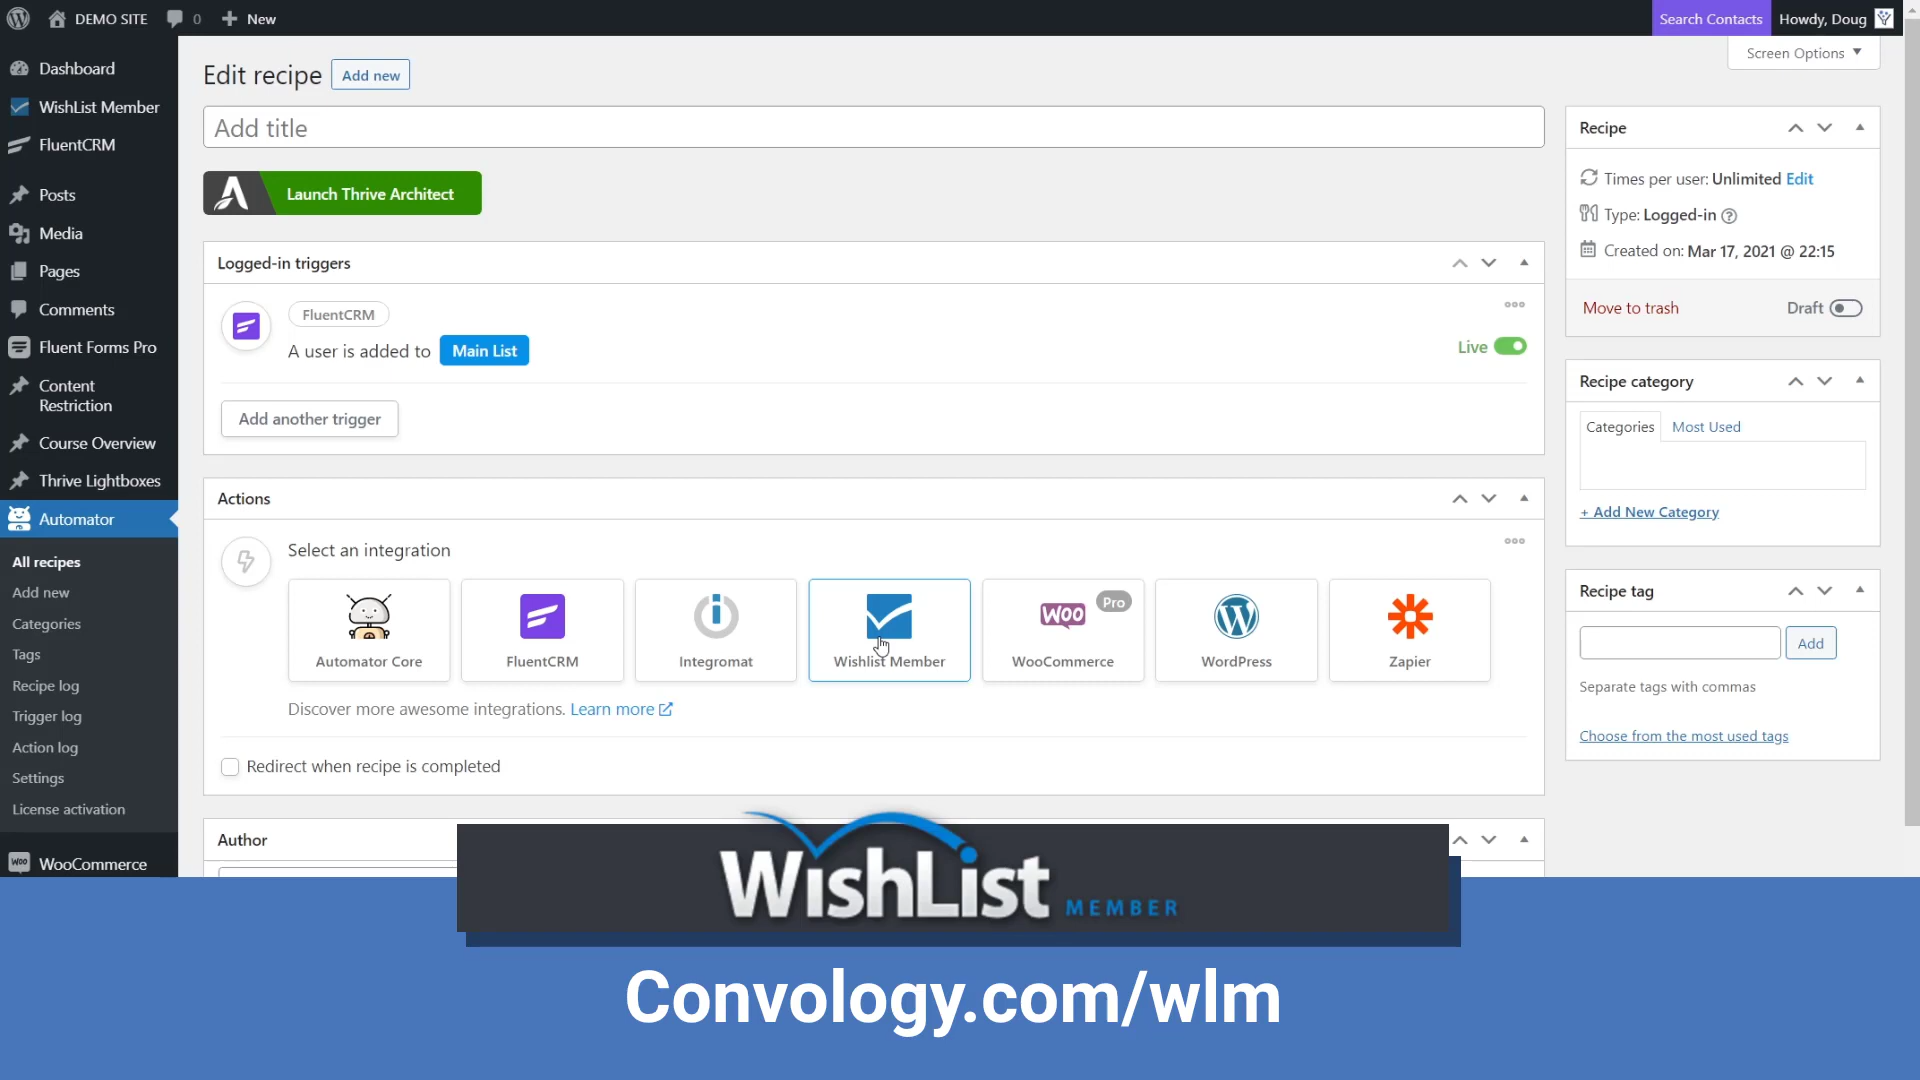 DEMO SITE
0
New
Search Contacts
Howdy, Doug
Screen Options
Dashboard
WishList Member
FluentCRM
Posts
Media
Pages
Comments
Fluent Forms Pro
Content
Restriction
Course Overview
Thrive Lightboxes
Automator
All recipes
Add new
Categories
Tags
Recipe log
Trigger log
Action log
Settings
License activation
WooCommerce
Edit recipe
Add new
Add title
Launch Thrive Architect
Logged-in triggers
FluentCRM
A user is added to Main List
Live
Add another trigger
Actions
Select an integration
Automator Core
FluentCRM
Integromat
Wishlist Member
WOO
Pro
WooCommerce
WordPress
Zapier
Discover more awesome integrations. Learn more
Redirect when recipe is completed
Author
Recipe
Times per user: Unlimited Edit
Type: Logged-in
Created on: Mar 17, 2021 @ 22:15
Move to trash
Draft
Recipe category
Categories
Most Used
+ Add New Category
Recipe tag
Add
Separate tags with commas
Choose from the most used tags
WishList MEMBER
Convology.com/wlm